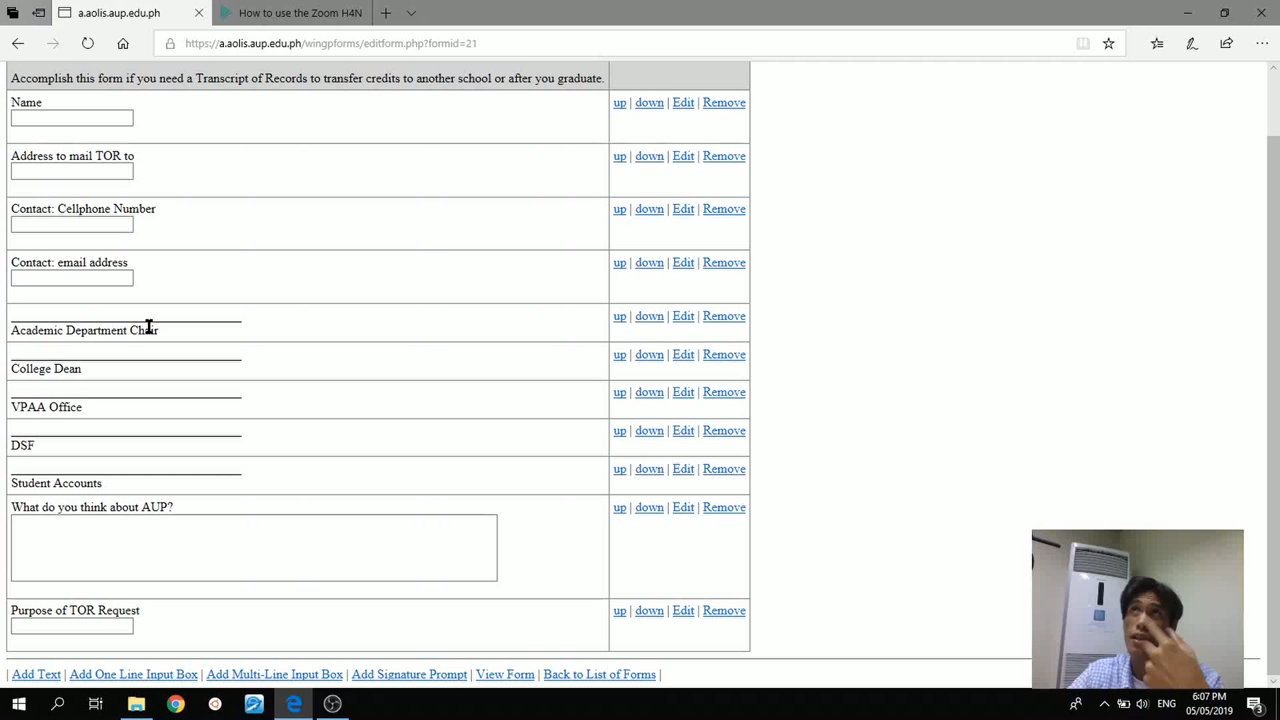 a.aolis.aup.edu.ph
How to use the Zoom H4N
https://a.aolis.aup.edu.ph/wingpforms/editform.php?formid=21
Accomplish this form if you need a Transcript of Records to transfer credits to another school or after you graduate.
Name
up | down | Edit | Remove
Address to mail TOR to
up | down | Edit | Remove
Contact: Cellphone Number
up | down | Edit | Remove
Contact: email address
up | down | Edit | Remove
Academic Department Chair
up | down | Edit | Remove
College Dean
up | down | Edit | Remove
VPAA Office
up | down | Edit | Remove
DSF
up | down | Edit | Remove
Student Accounts
up | down | Edit | Remove
What do you think about AUP?
up | down | Edit | Remove
Purpose of TOR Request
up | down | Edit | Remove
| Add Text | Add One Line Input Box | Add Multi-Line Input Box | Add Signature Prompt | View Form | Back to List of Forms |
ENG
6:07 PM
05/05/2019
3